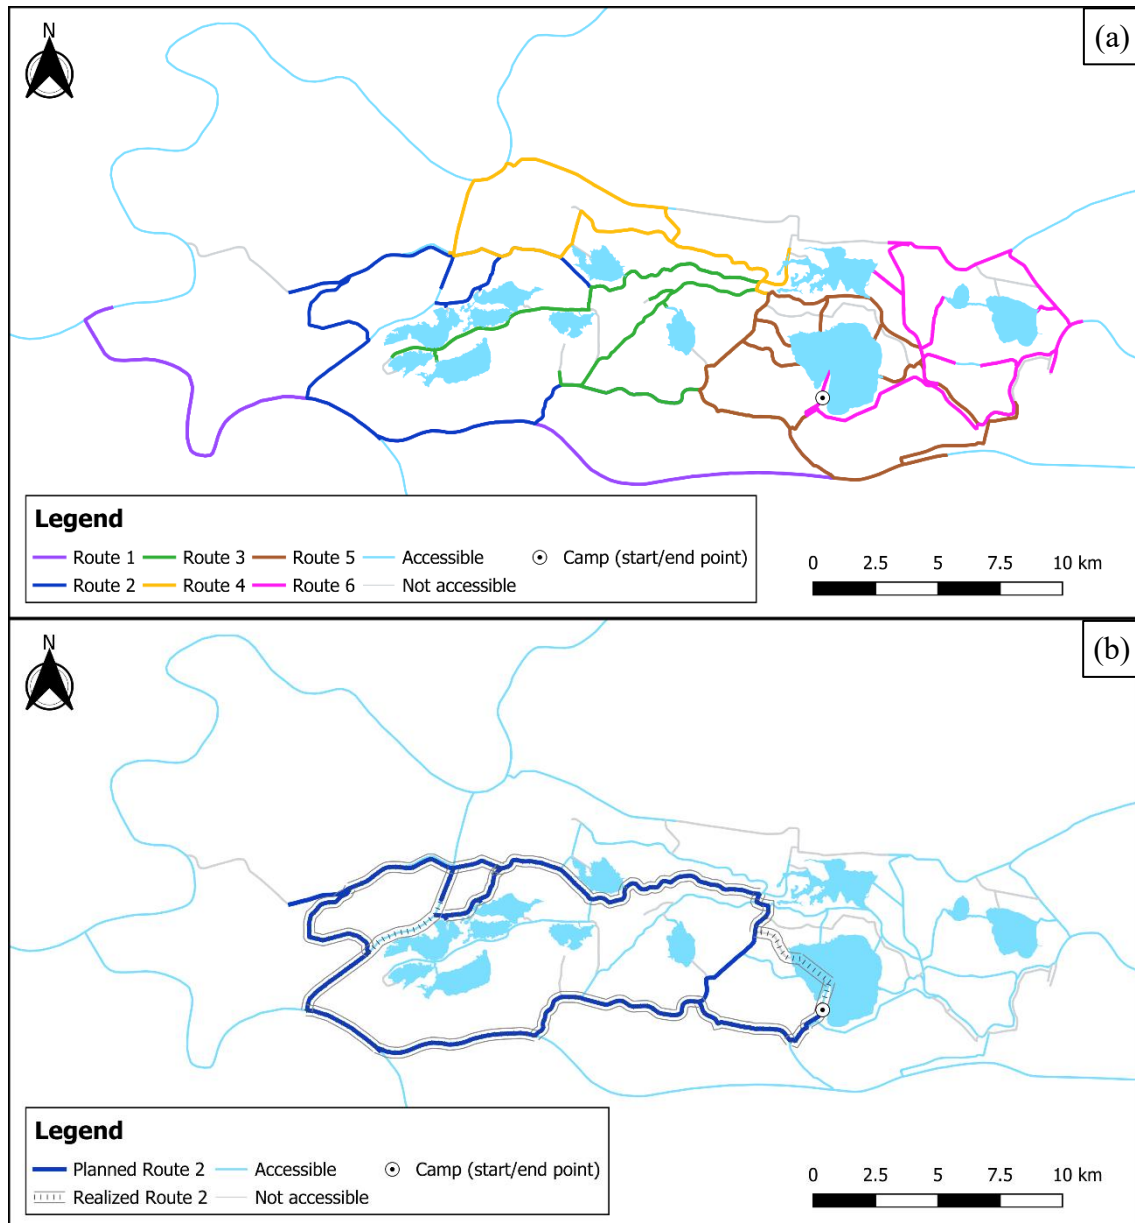 (a)
N
Legend
Route 1 Route 3 Route 5 Accessible Camp (start/end point)
Route 2 Route 4 Route 6 Not accessible
0 2.5 5 7.5 10 km
(b)
N
Legend
Planned Route 2 Accessible Camp (start/end point)
Realized Route 2 Not accessible
0 2.5 5 7.5 10 km